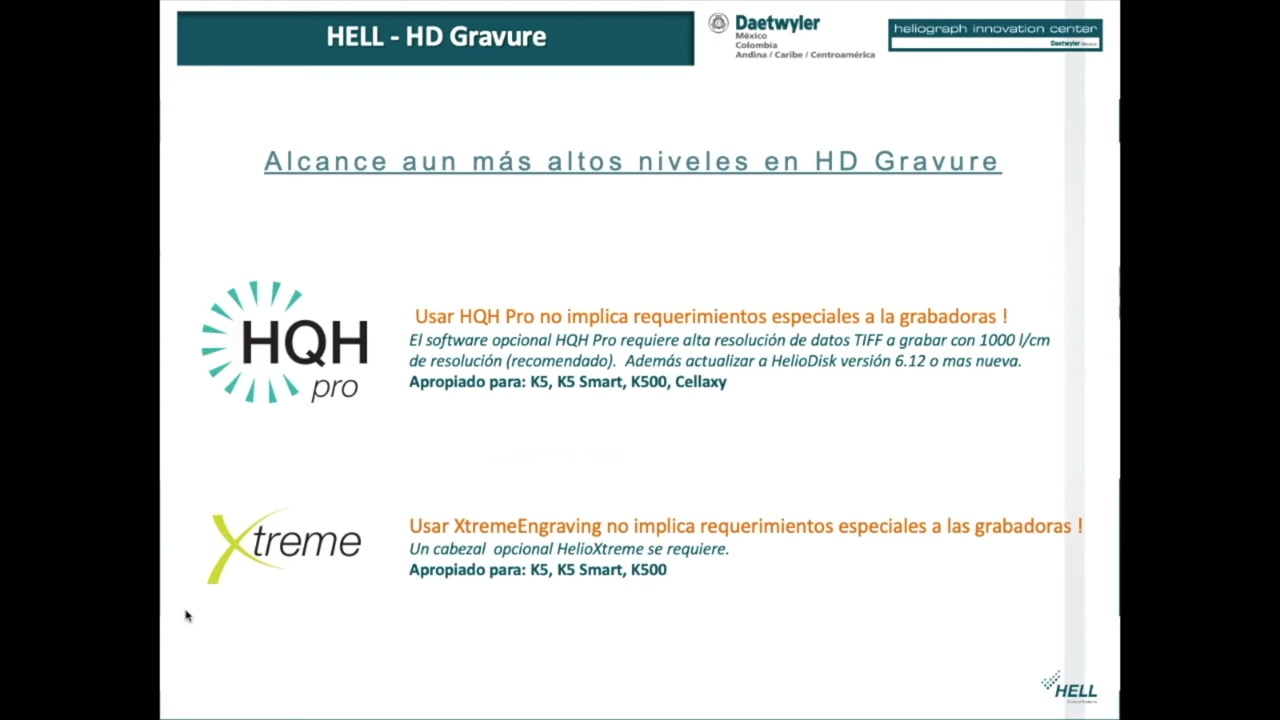 HELL - HD Gravure
Daetwyler
México
Colombia
Andina / Caribe / Centroamérica
heliograph innovation center
Daetwyler
Alcance aun más altos niveles en HD Gravure
HQH
pro
Usar HQH Pro no implica requerimientos especiales a la grabadoras !
El software opcional HQH Pro requiere alta resolución de datos TIFF a grabar con 1000 l/cm
de resolución (recomendado). Además actualizar a HelioDisk versión 6.12 o mas nueva.
Apropiado para: K5, K5 Smart, K500, Cellaxy
Xtreme
Usar XtremeEngraving no implica requerimientos especiales a las grabadoras !
Un cabezal opcional HelioXtreme se requiere.
Apropiado para: K5, K5 Smart, K500
HELL